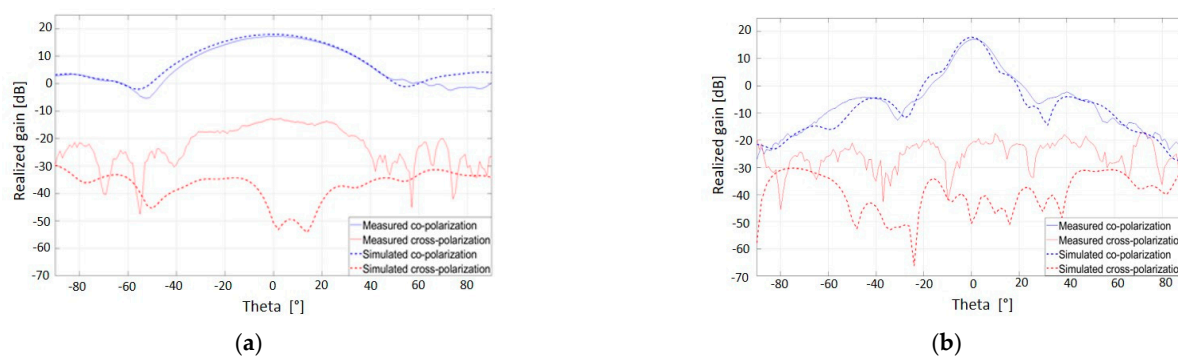 Realized gain [dB]
20
10
0
-10
-20
-30
-40
-50
-60
-70
-80
-60
-40
-20
0
20
40
60
80
Theta [°]
Measured co-polarization
Measured cross-polarization
Simulated co-polarization
Simulated cross-polarization
(a)
Realized gain [dB]
20
10
0
-10
-20
-30
-40
-50
-60
-70
-80
-60
-40
-20
0
20
40
60
80
Theta [°]
Measured co-polarization
Measured cross-polarization
Simulated co-polarization
Simulated cross-polarization
(b)